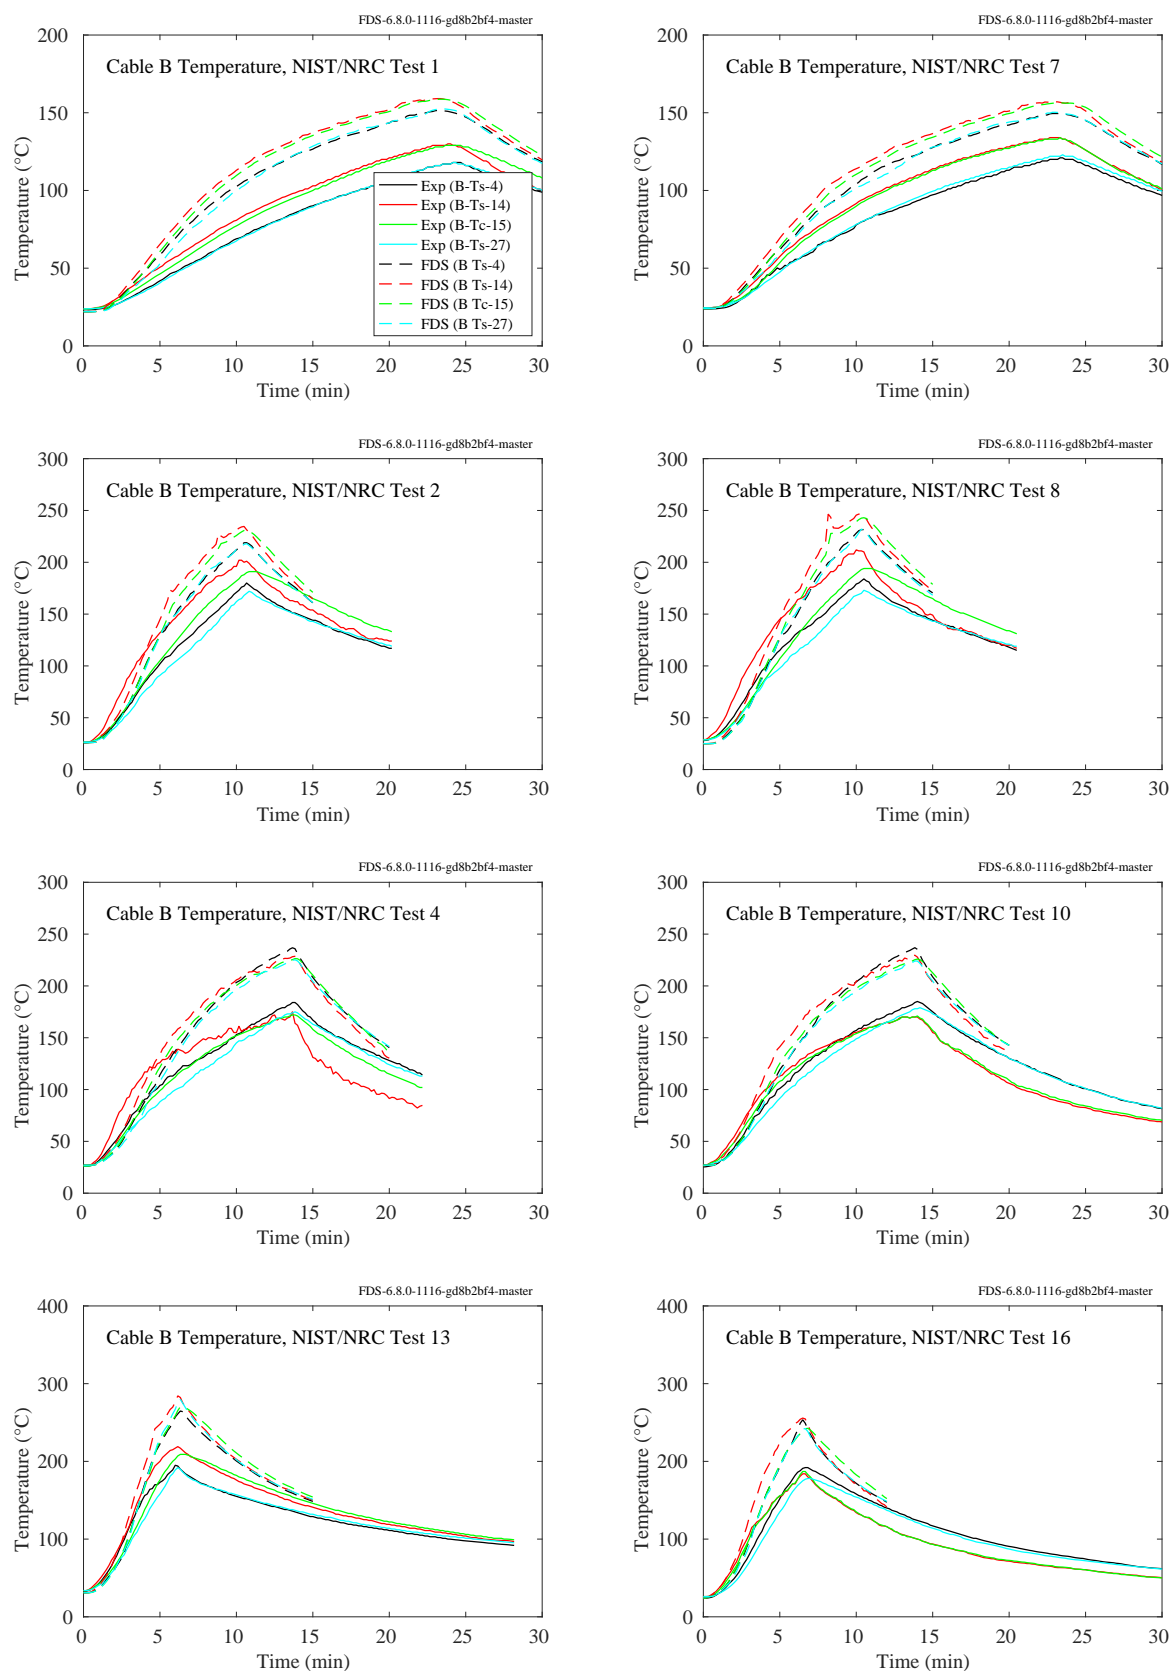 FDS-6.8.0-1116-gd8b2bf4-master
Cable B Temperature, NIST/NRC Test 1
Temperature (°C)
200
150
100
50
0
Exp (B-Ts-4)
Exp (B-Ts-14)
Exp (B-Tc-15)
Exp (B-Ts-27)
FDS (B Ts-4)
FDS (B Ts-14)
FDS (B Tc-15)
FDS (B Ts-27)
0 5 10 15 20 25 30
Time (min)
FDS-6.8.0-1116-gd8b2bf4-master
Cable B Temperature, NIST/NRC Test 7
Temperature (°C)
200
150
100
50
0
0 5 10 15 20 25 30
Time (min)
FDS-6.8.0-1116-gd8b2bf4-master
Cable B Temperature, NIST/NRC Test 2
Temperature (°C)
300
250
200
150
100
50
0
0 5 10 15 20 25 30
Time (min)
FDS-6.8.0-1116-gd8b2bf4-master
Cable B Temperature, NIST/NRC Test 8
Temperature (°C)
300
250
200
150
100
50
0
0 5 10 15 20 25 30
Time (min)
FDS-6.8.0-1116-gd8b2bf4-master
Cable B Temperature, NIST/NRC Test 4
Temperature (°C)
300
250
200
150
100
50
0
0 5 10 15 20 25 30
Time (min)
FDS-6.8.0-1116-gd8b2bf4-master
Cable B Temperature, NIST/NRC Test 10
Temperature (°C)
300
250
200
150
100
50
0
0 5 10 15 20 25 30
Time (min)
FDS-6.8.0-1116-gd8b2bf4-master
Cable B Temperature, NIST/NRC Test 13
Temperature (°C)
400
300
200
100
0
0 5 10 15 20 25 30
Time (min)
FDS-6.8.0-1116-gd8b2bf4-master
Cable B Temperature, NIST/NRC Test 16
Temperature (°C)
400
300
200
100
0
0 5 10 15 20 25 30
Time (min)